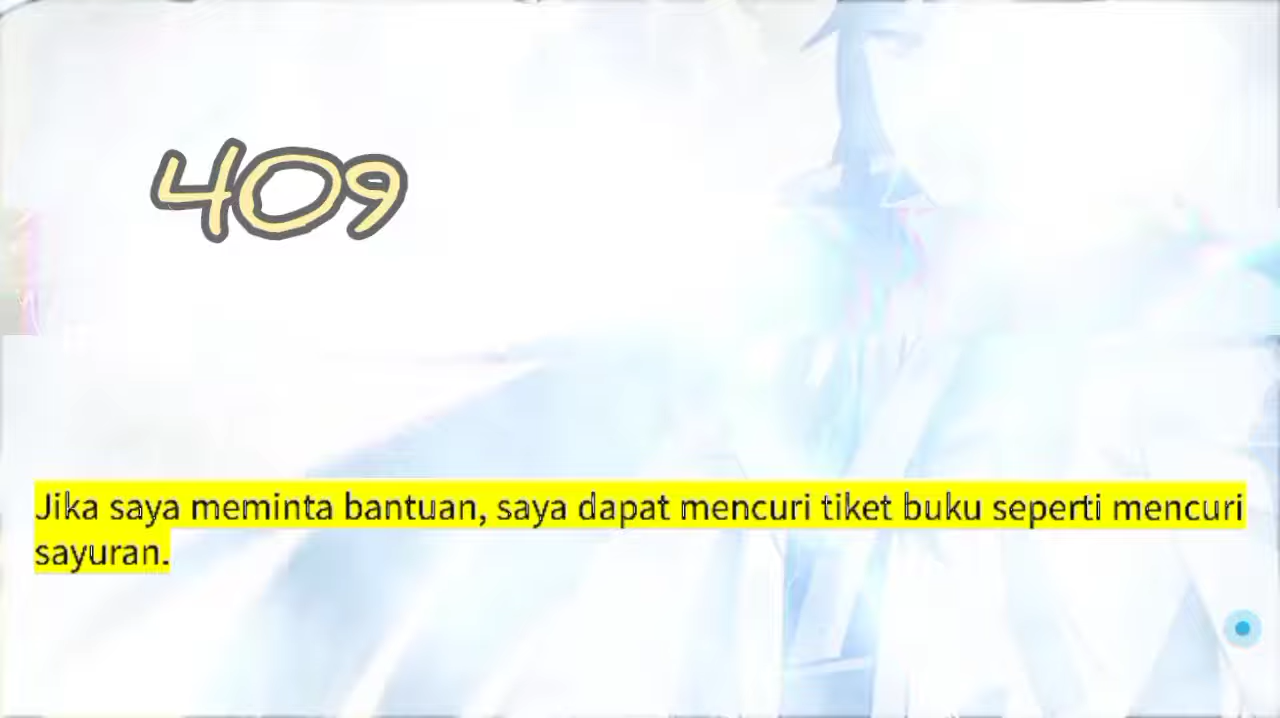 409
Jika saya meminta bantuan, saya dapat mencuri tiket buku seperti mencuri
sayuran.